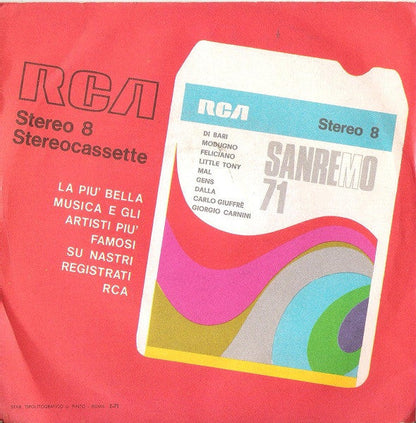 RCA
Stereo 8
Stereocassette
LA PIU' BELLA
MUSICA E GLI
ARTISTI PIU'
FAMOSI
SU NASTRI
REGISTRATI
RCA
RCA Stereo 8
DI BARI
MODUGNO
FELICIANO
LITTLE TONY
MAL
GENS
DALLA
CARLO GIUFFRÈ
GIORGIO CARNINI
SANREMO
71